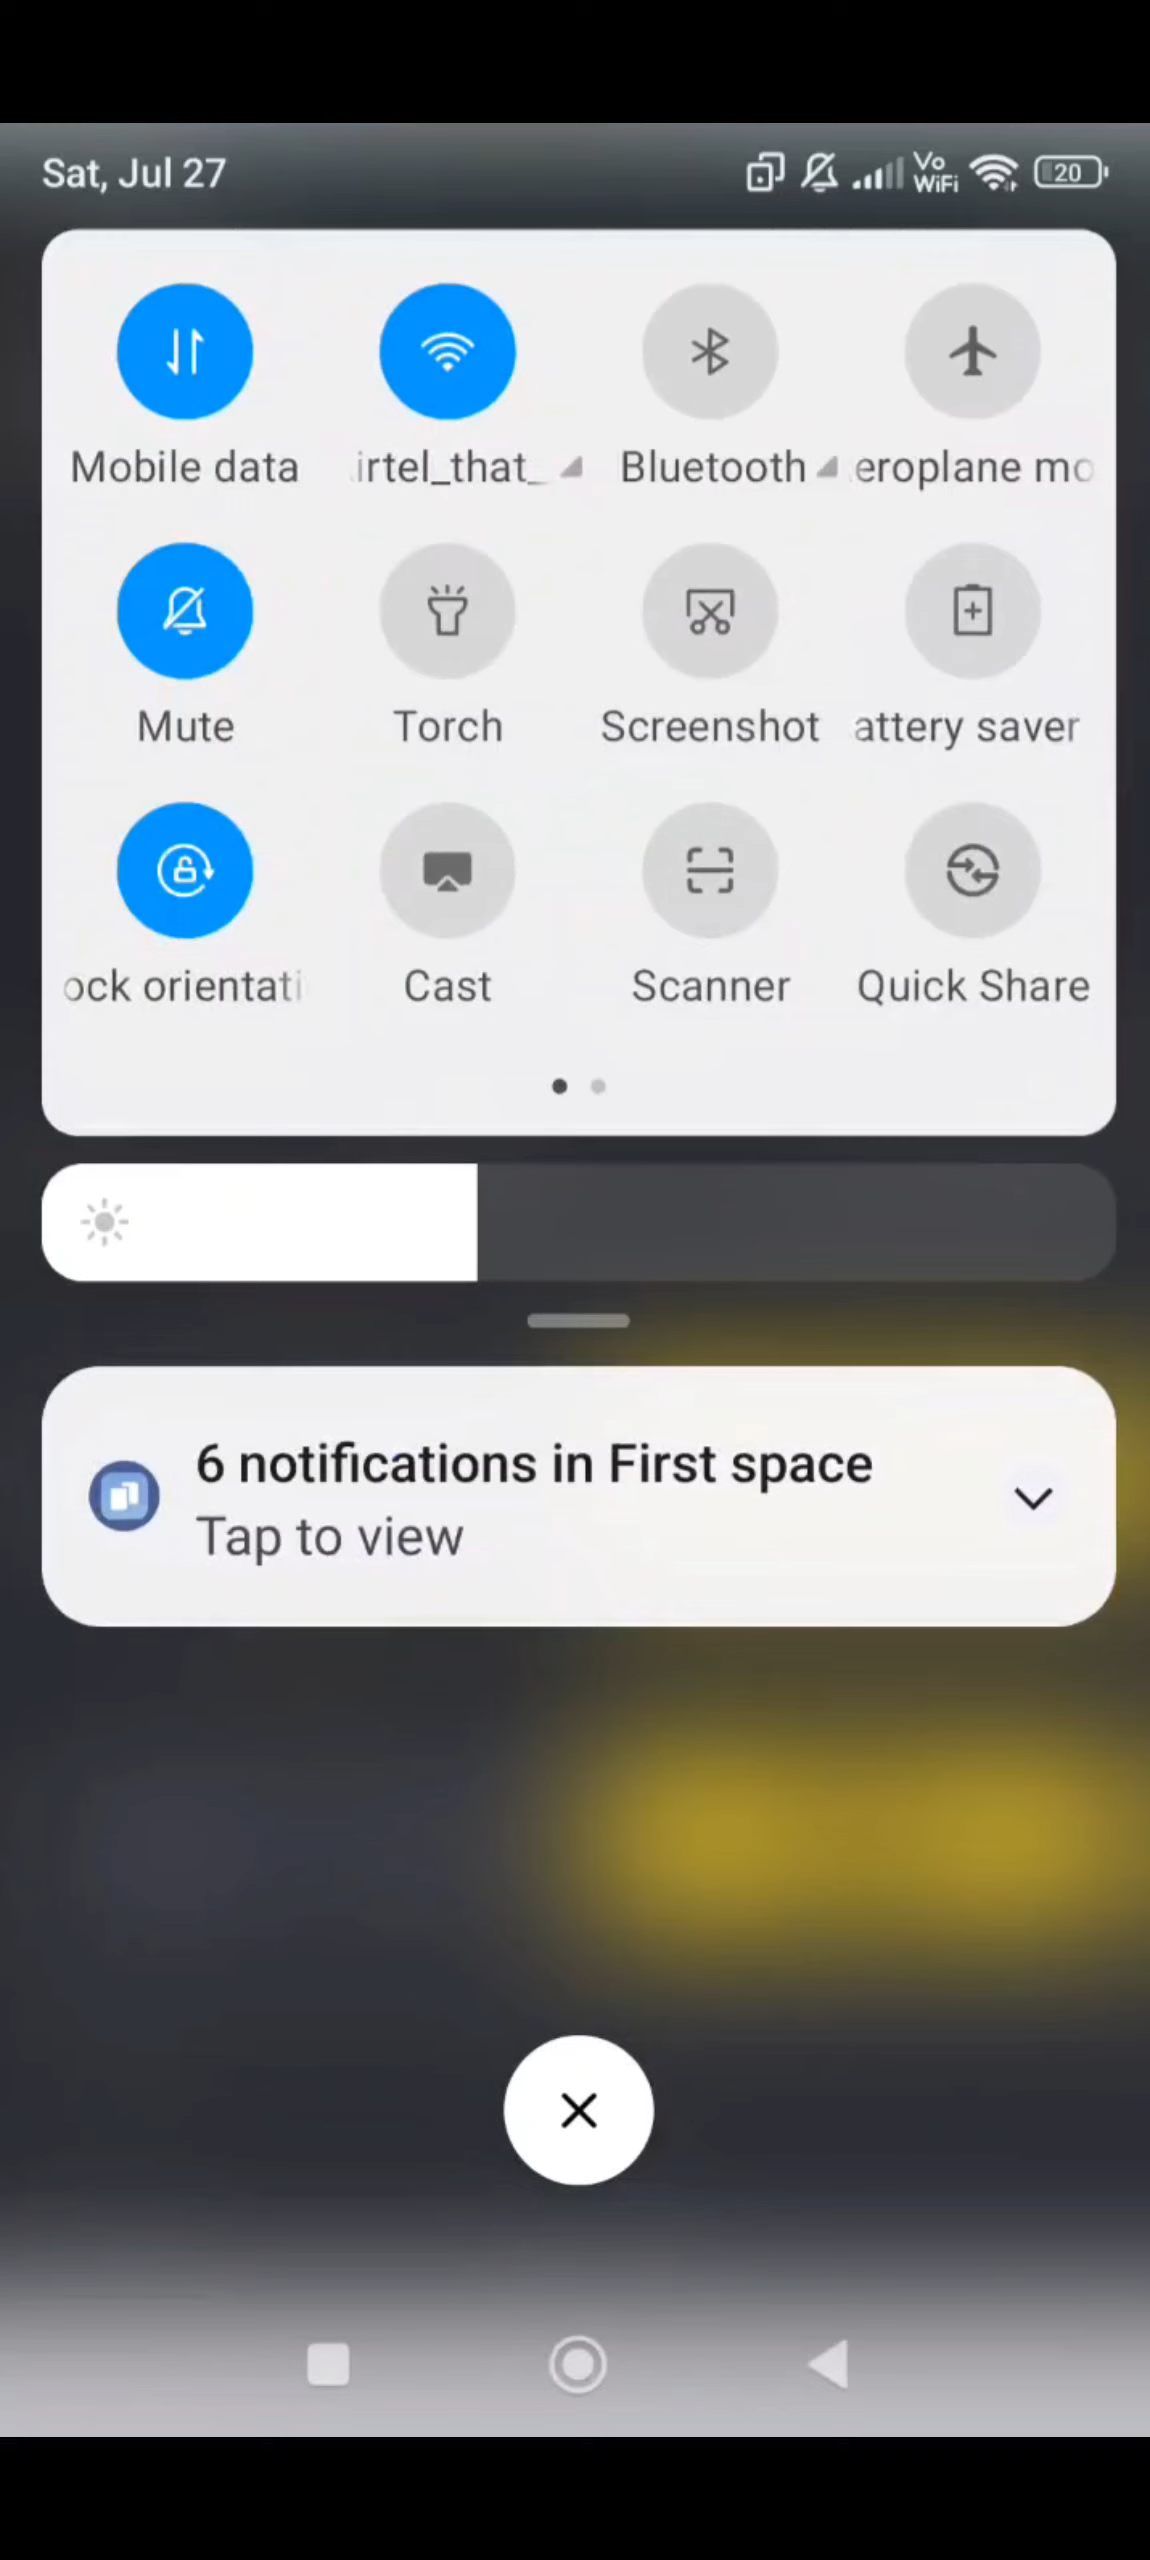 Sat, Jul 27
Vo
WiFi
20
Mobile data
irtel_that_
Bluetooth
eroplane mo
Mute
Torch
Screenshot
attery saver
ock orientati
Cast
Scanner
Quick Share
6 notifications in First space
Tap to view